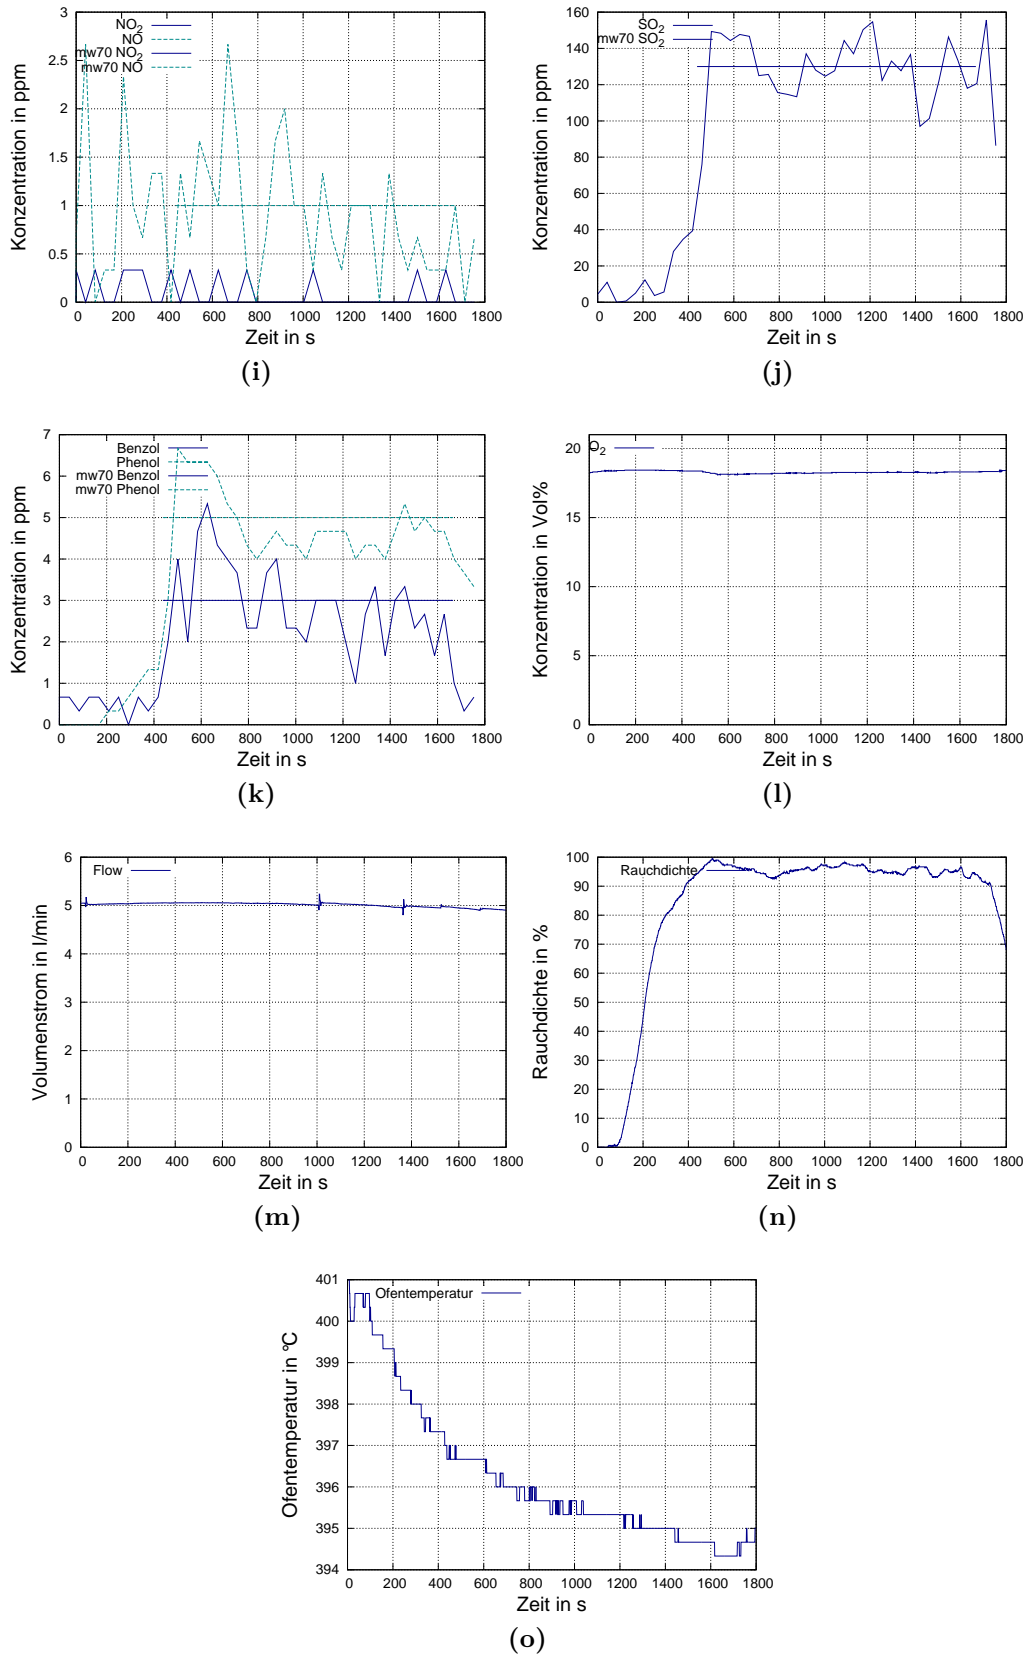 Konzentration in ppm
3
2.5
2
1.5
1
0.5
0
NO2
NO
mw70 NO2
mw70 NO
0 200 400 600 800 1000 1200 1400 1600 1800
Zeit in s
(i)
Konzentration in ppm
160
140
120
100
80
60
40
20
0
SO2
mw70 SO2
0 200 400 600 800 1000 1200 1400 1600 1800
Zeit in s
(j)
Konzentration in ppm
7
6
5
4
3
2
1
0
Benzol
Phenol
mw70 Benzol
mw70 Phenol
0 200 400 600 800 1000 1200 1400 1600 1800
Zeit in s
(k)
Konzentration in Vol%
20
15
10
5
0
O2
0 200 400 600 800 1000 1200 1400 1600 1800
Zeit in s
(l)
Volumenstrom in l/min
6
5
4
3
2
1
0
Flow
0 200 400 600 800 1000 1200 1400 1600 1800
Zeit in s
(m)
Rauchdichte in %
100
90
80
70
60
50
40
30
20
10
0
Rauchdichte
0 200 400 600 800 1000 1200 1400 1600 1800
Zeit in s
(n)
Ofentemperatur in °C
401
400
399
398
397
396
395
394
Ofentemperatur
0 200 400 600 800 1000 1200 1400 1600 1800
Zeit in s
(o)